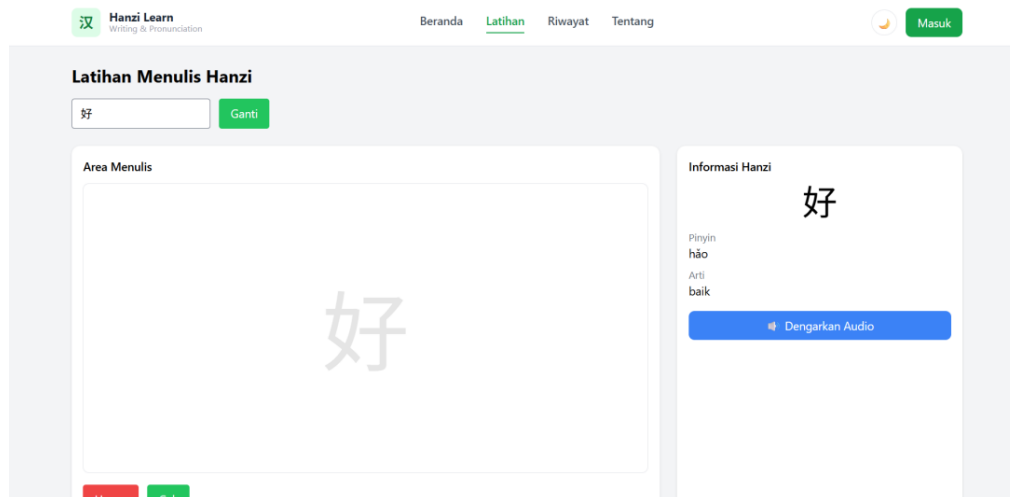 汉
Hanzi Learn
Writing & Pronunciation
Beranda Latihan Riwayat Tentang
Masuk
Latihan Menulis Hanzi
好
Ganti
Area Menulis
好
Informasi Hanzi
好
Pinyin
hǎo
Arti
baik
Dengarkan Audio